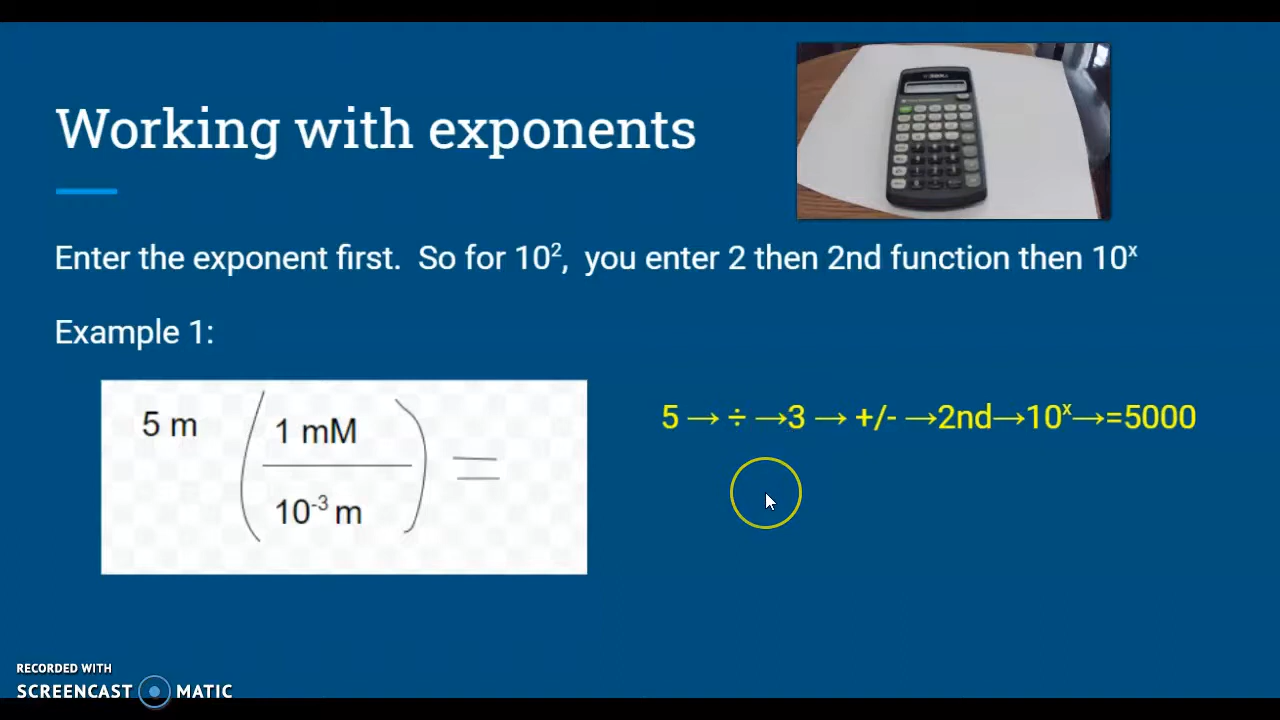 Working with exponents
Enter the exponent first. So for 10², you enter 2 then 2nd function then 10ˣ
Example 1:
5 m ( 1 mM
10⁻³ m ) =
5 → ÷ →3 → +/- →2nd→10ˣ→=5000
RECORDED WITH
SCREENCAST MATIC